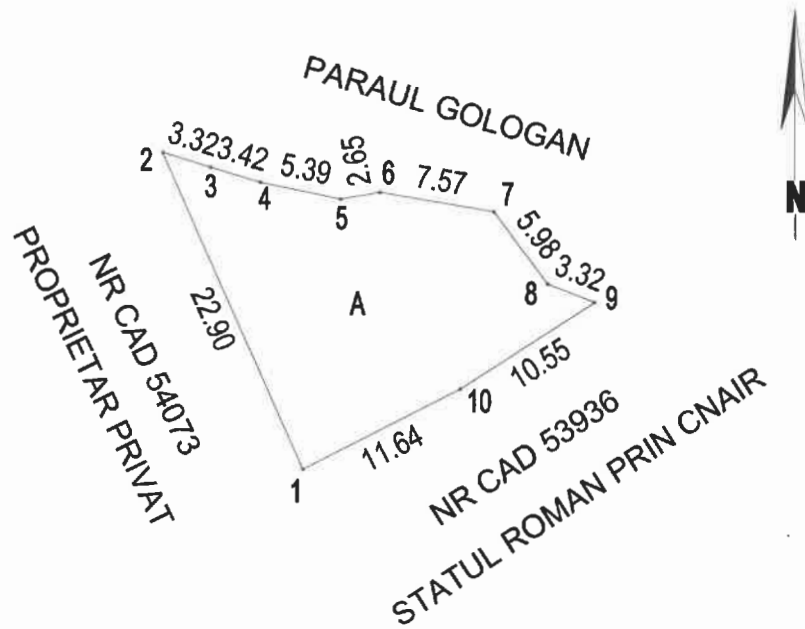 PARAUL GOLOGAN
N
2
3.32
3.42
5.39
2.65
6
7.57
7
3
4
5
5.98
3.32
8
9
A
PROPRIETAR PRIVAT
NR CAD 54073
22.90
10.55
10
11.64
1
NR CAD 53936
STATUL ROMAN PRIN CNAIR